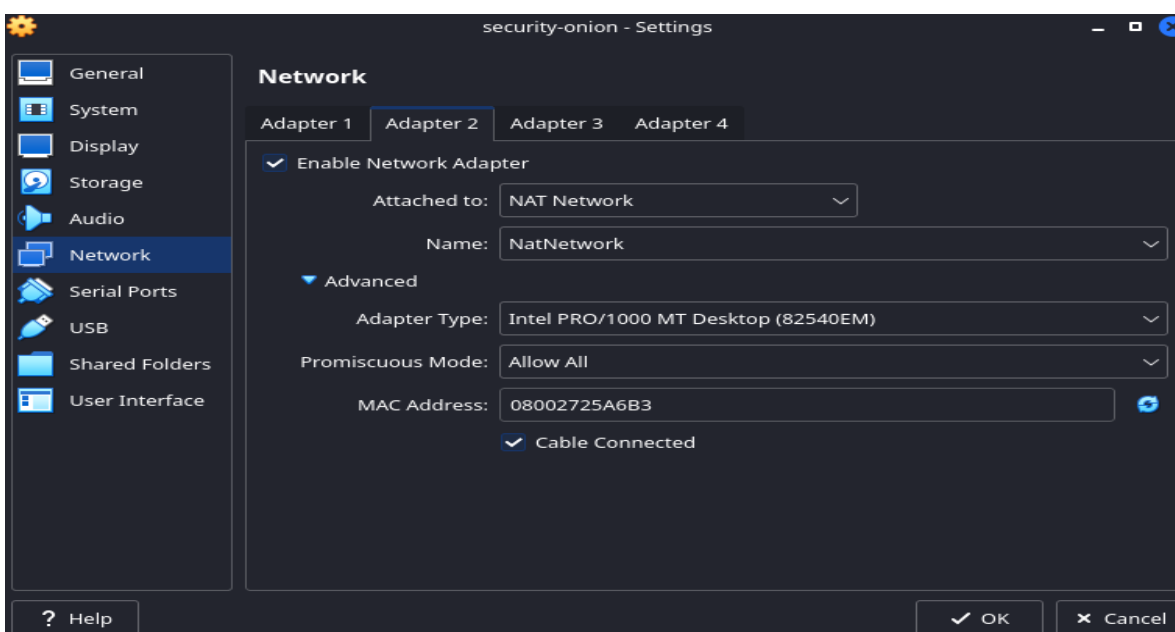 security-onion - Settings
General
System
Display
Storage
Audio
Network
Serial Ports
USB
Shared Folders
User Interface
Network
Adapter 1 Adapter 2 Adapter 3 Adapter 4
Enable Network Adapter
Attached to: NAT Network
Name: NatNetwork
Advanced
Adapter Type: Intel PRO/1000 MT Desktop (82540EM)
Promiscuous Mode: Allow All
MAC Address: 08002725A6B3
Cable Connected
? Help
OK
Cancel